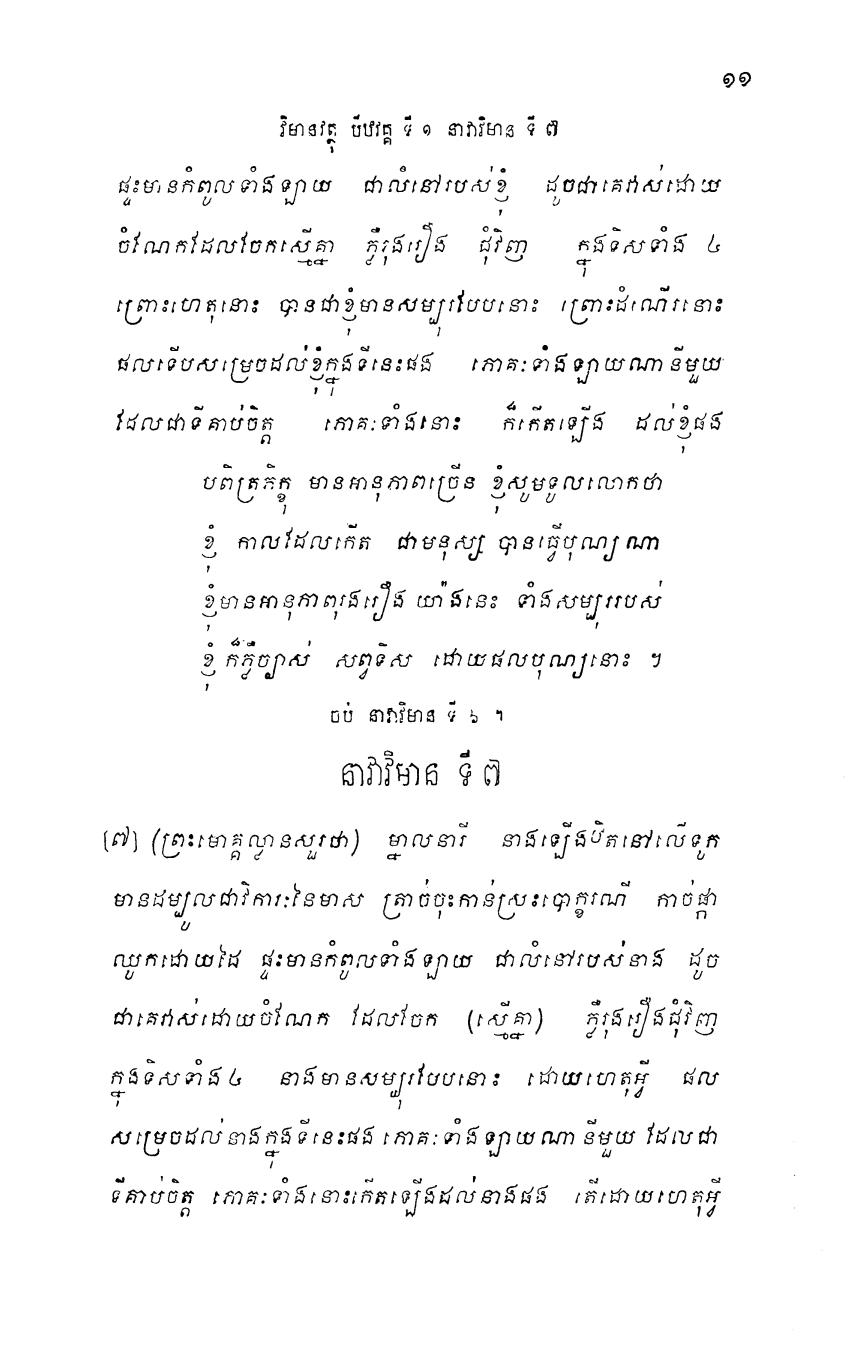 ១១
វិមានវត្ថុ បីឋវគ្គ ទី ១ នាវាវិមាន ទី ៧
ផ្ទះមានកំពូលទាំងឡាយ ជាលំនៅរបស់ខ្ញុំ ដូចជាគេវាស់ដោយ
ចំណែកដែលចែកស្មើគ្នា ភ្លឺរុងរឿង ជុំវិញ ក្នុងទិសទាំង ៤
ព្រោះហេតុនោះ បានជាខ្ញុំមានសម្បុរបែបនោះ ព្រោះដំណើរនោះ
ផលទើបសម្រេចដល់ខ្ញុំក្នុងទីនេះផង ភោគៈទាំងឡាយណានីមួយ
ដែលជាទីគាប់ចិត្ត ភោគៈទាំងនោះ ក៏កើតឡើង ដល់ខ្ញុំផង
បពិត្រភិក្ខុ មានអានុភាពច្រើន ខ្ញុំសូមទូលលោកថា
ខ្ញុំ កាលដែលកើត ជាមនុស្ស បានធ្វើបុណ្យណា
ខ្ញុំមានអានុភាពរុងរឿង យ៉ាងនេះ ទាំងសម្បុររបស់
ខ្ញុំ ក៏ភ្លឺច្បាស់ សព្វទិស ដោយផលបុណ្យនោះ ។
ចប់ នាវាវិមាន ទី ៦ ។
នាវាវិមាន ទី ៧
[៧] (ព្រះមោគ្គល្លានសួរថា) ម្នាលនារី នាងឡើងឋិតនៅលើទូក
មានដម្បូលជាវិការៈនៃមាស ត្រាច់ចុះកាន់ស្រះបោក្ខរណី កាច់ផ្កា
ឈូកដោយដៃ ផ្ទះមានកំពូលទាំងឡាយ ជាលំនៅរបស់នាង ដូច
ជាគេវាស់ដោយចំណែក ដែលចែក (ស្មើគ្នា) ភ្លឺរុងរឿងជុំវិញ
ក្នុងទិសទាំង ៤ នាងមានសម្បុរបែបនោះ ដោយហេតុអ្វី ផល
សម្រេចដល់នាងក្នុងទីនេះផង ភោគៈទាំងឡាយណានីមួយ ដែលជា
ទីគាប់ចិត្ត ភោគៈទាំងនោះកើតឡើងដល់នាងផង តើដោយហេតុអ្វី